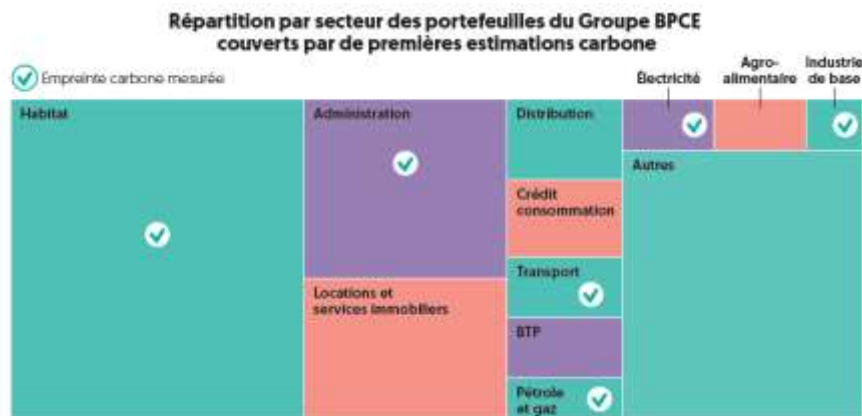 Répartition par secteur des portefeuilles du Groupe BPCE
couverts par de premières estimations carbone
Empreinte carbone mesurée
Électricité
Agro-
alimentaire
Industrie
de base
Habitat
Administration
Distribution
Autres
Crédit
consommation
Transport
Locations et
services immobiliers
BTP
Pétrole
et gaz